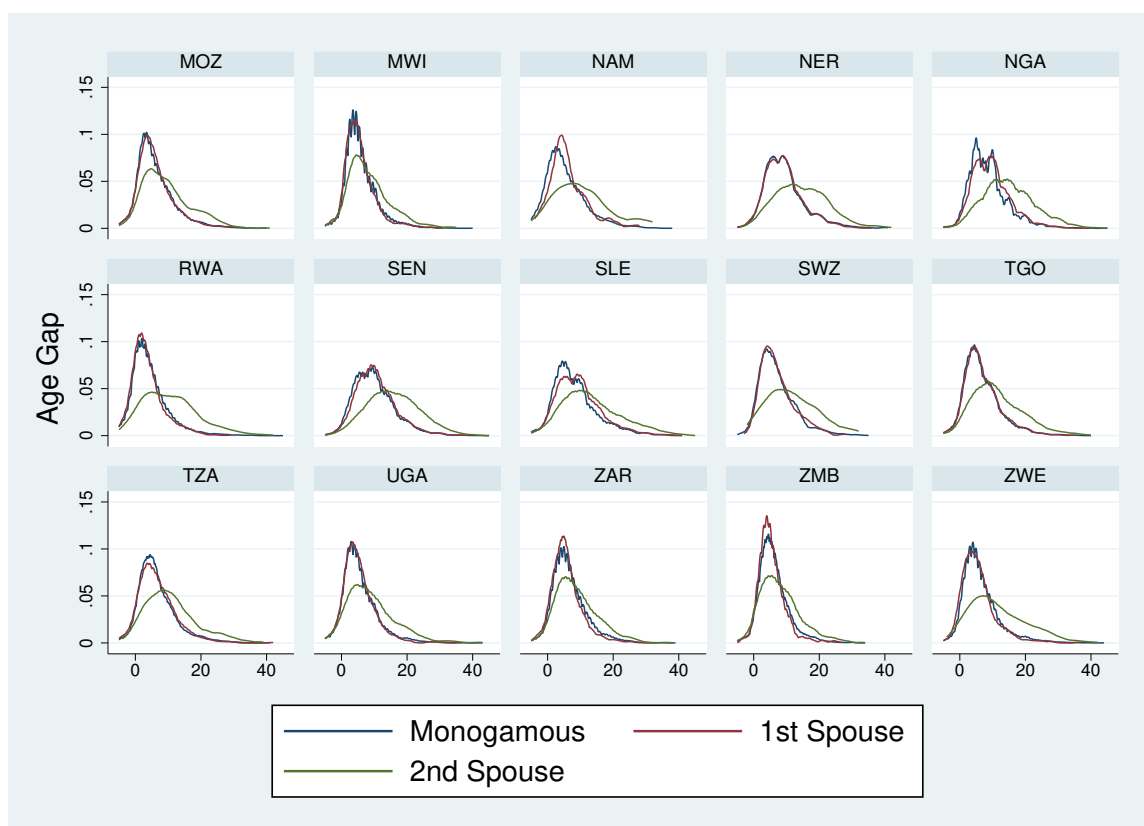 MOZ MWI NAM NER NGA
.15
.1
.05
0
RWA SEN SLE SWZ TGO
.15
.1
.05
0
TZA UGA ZAR ZMB ZWE
.15
.1
.05
0
0 20 40 0 20 40 0 20 40 0 20 40 0 20 40
Age Gap
Monogamous 1st Spouse
2nd Spouse